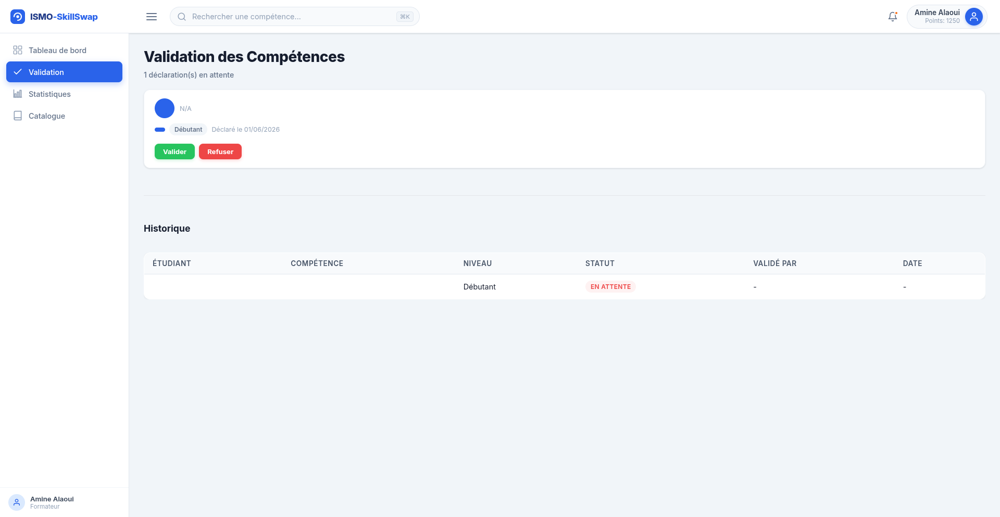 ISMO-SkillSwap
Rechercher une compétence...
⌘K
Amine Alaoui
Points: 1250
Tableau de bord
Validation
Statistiques
Catalogue
Validation des Compétences
1 déclaration(s) en attente
N/A
Débutant Déclaré le 01/06/2026
Valider Refuser
Historique
ÉTUDIANT COMPÉTENCE NIVEAU STATUT VALIDÉ PAR DATE
Débutant EN ATTENTE - -
Amine Alaoui
Formateur